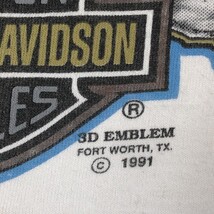 DAVIDSON
®
3D EMBLEM
FORT WORTH, TX.
© 1991